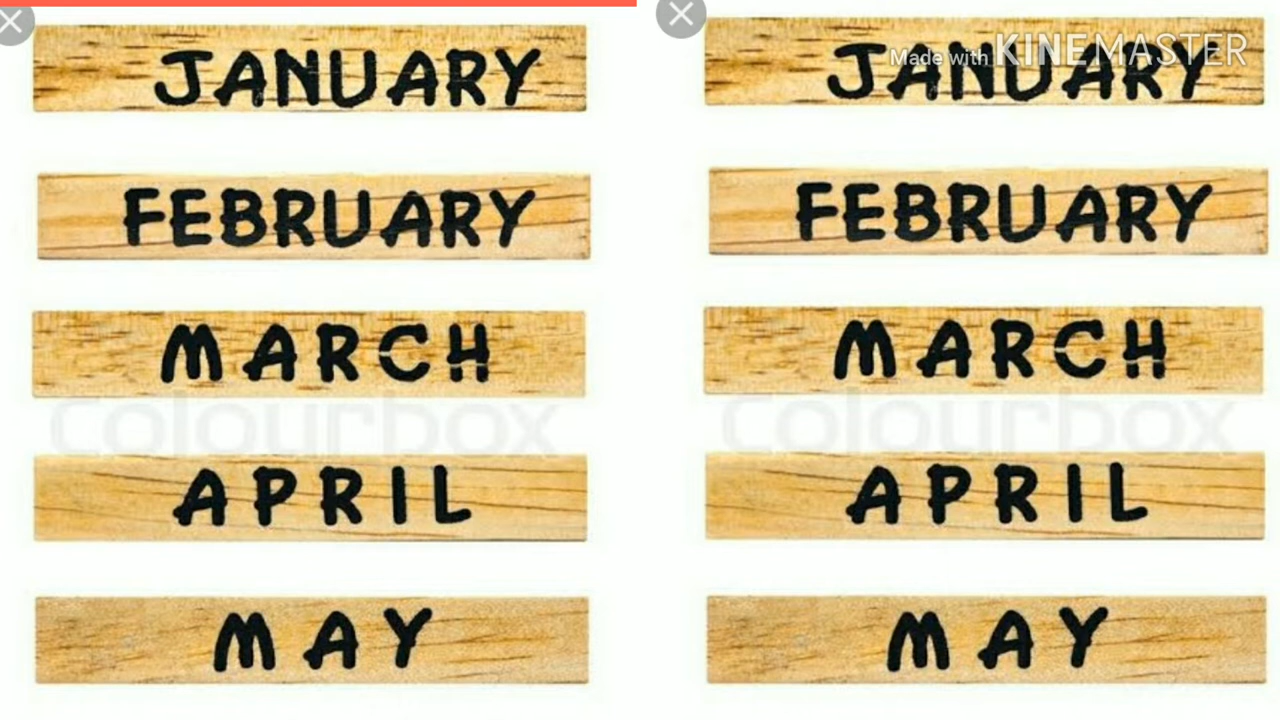 JANUARY
FEBRUARY
MARCH
colourbox
APRIL
MAY
Made with KINEMASTER
JANUARY
FEBRUARY
MARCH
colourbox
APRIL
MAY